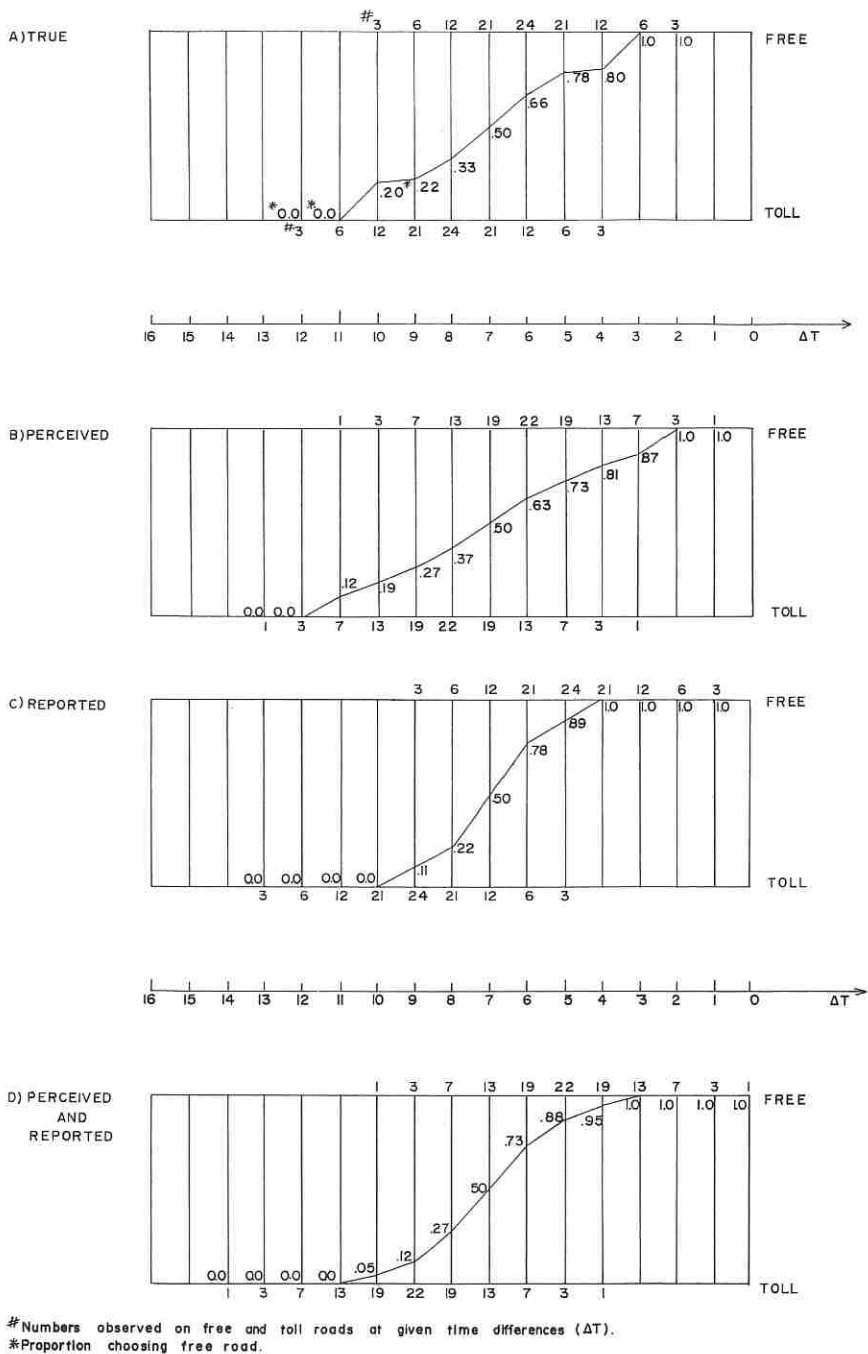 #3 6 12 21 24 21 12 6 3
A) TRUE FREE
1.0 1.0
.78 .80
.66
.50
.33
.20* .22
*0.0 *0.0
TOLL
#3 6 12 21 24 21 12 6 3
16 15 14 13 12 11 10 9 8 7 6 5 4 3 2 1 0 ΔT
1 3 7 13 19 22 19 13 7 3 1
B) PERCEIVED FREE
1.0 1.0
.87
.81
.73
.63
.50
.37
.27
.12 .19
0.0 0.0 TOLL
1 3 7 13 19 22 19 13 7 3 1
3 6 12 21 24 21 12 6 3
C) REPORTED FREE
1.0 1.0 1.0 1.0
.89
.78
.50
.22
.11
0.0 0.0 0.0 0.0 TOLL
3 6 12 21 24 21 12 6 3
16 15 14 13 12 11 10 9 8 7 6 5 4 3 2 1 0 ΔT
1 3 7 13 19 22 19 13 7 3 1
D) PERCEIVED FREE
AND
REPORTED
1.0 1.0 1.0 1.0
.88 .95
.73
50
.27
.12
.05
0.0 0.0 0.0 0.0
TOLL
1 3 7 13 19 22 19 13 7 3 1
#Numbers observed on free and toll roads at given time differences (ΔT).
*Proportion choosing free road.